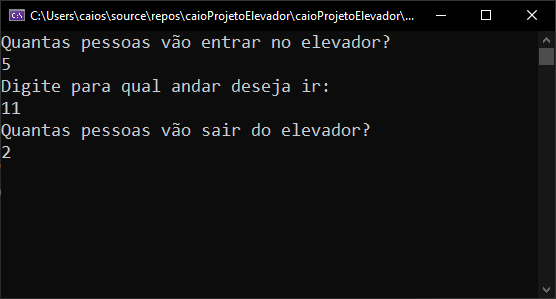 C:\Users\caios\source\repos\caioProjetoElevador\caioProjetoElevador\...
Quantas pessoas vão entrar no elevador?
5
Digite para qual andar deseja ir:
11
Quantas pessoas vão sair do elevador?
2